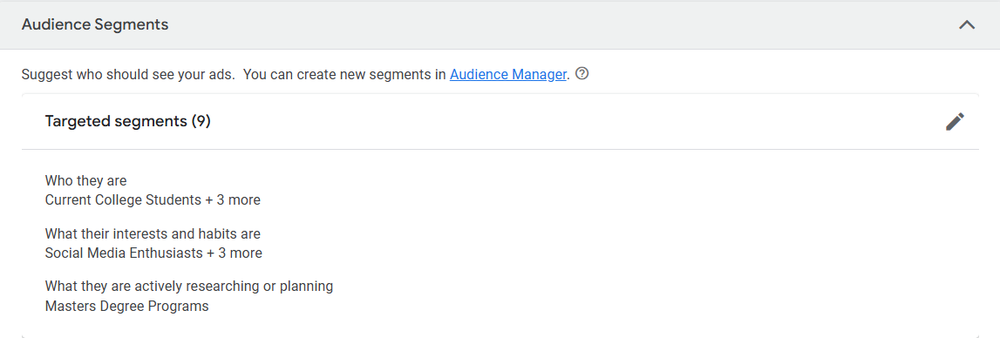 Audience Segments
Suggest who should see your ads. You can create new segments in Audience Manager.
Targeted segments (9)
Who they are
Current College Students + 3 more
What their interests and habits are
Social Media Enthusiasts + 3 more
What they are actively researching or planning
Masters Degree Programs